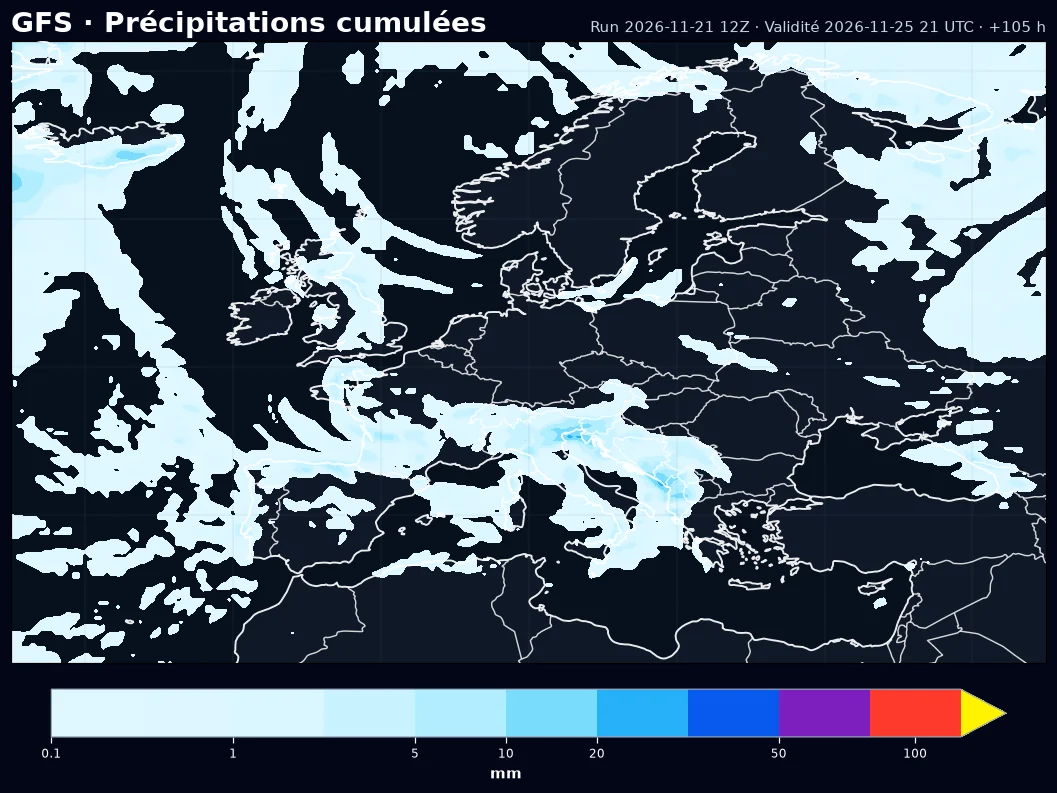 GFS · Précipitations cumulées
Run 2026-11-21 12Z · Validité 2026-11-25 21 UTC · +105 h
0.1 1 5 10 20 50 100
mm